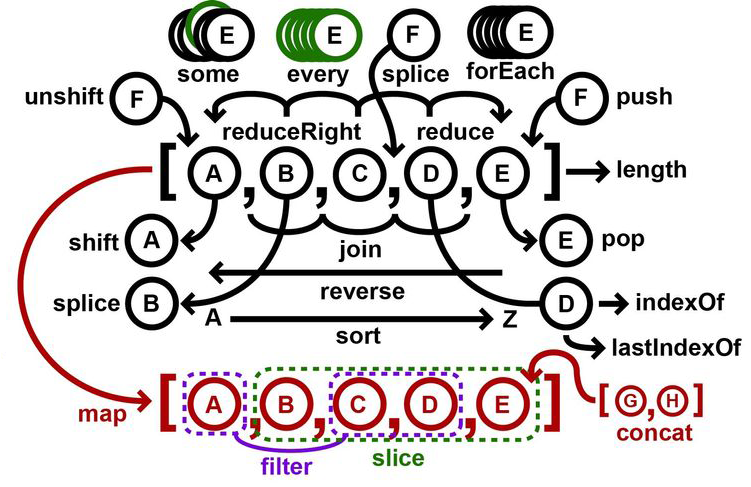 E E F E
some every splice forEach
unshift F F push
reduceRight reduce
[ A , B , C , D , E ] length
shift A E pop
join
reverse
splice B D indexOf
A Z
sort
lastIndexOf
map [ A , B , C , D , E ] [ G , H ]
concat
filter slice